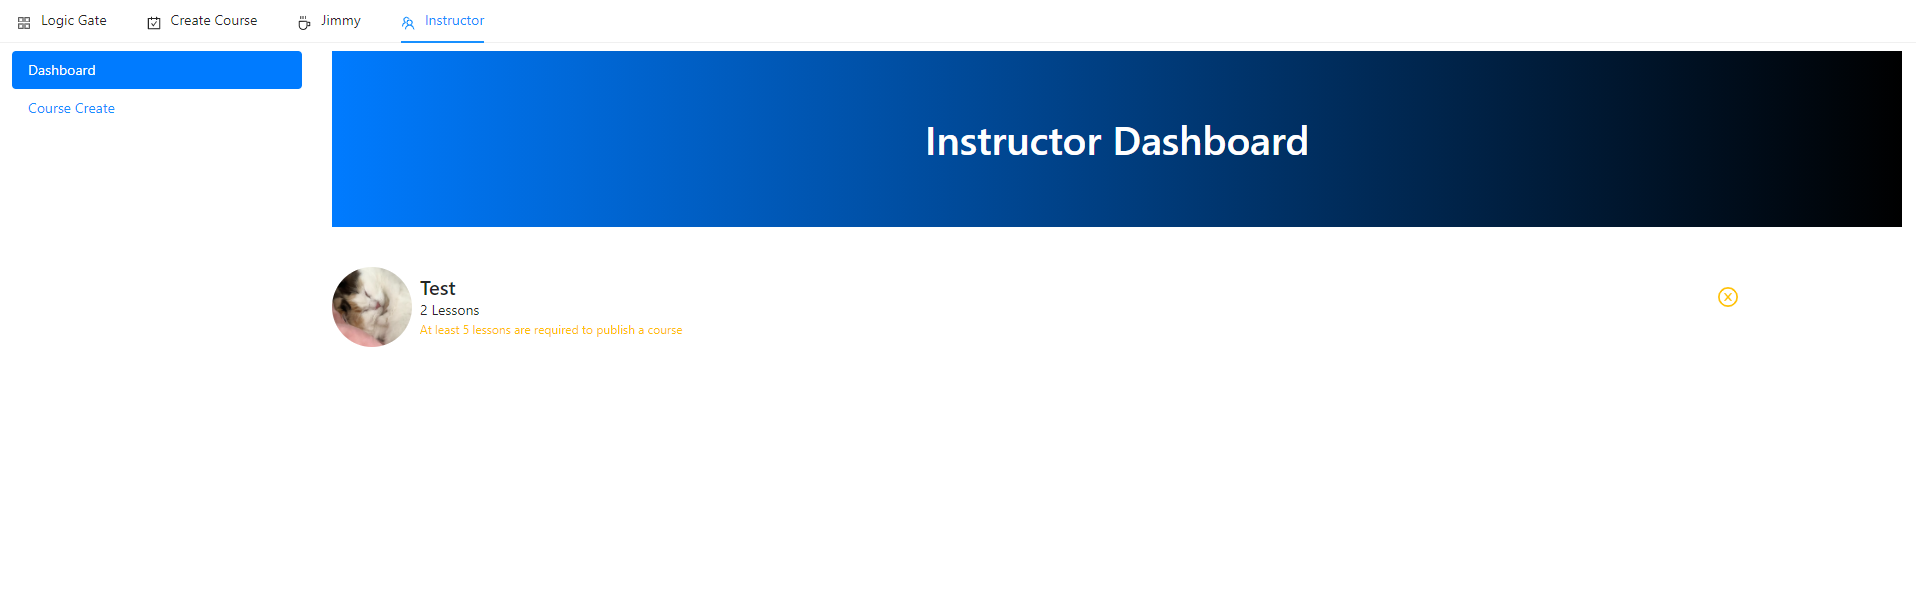 Logic Gate
Create Course
Jimmy
Instructor
Dashboard
Course Create
Instructor Dashboard
Test
2 Lessons
At least 5 lessons are required to publish a course